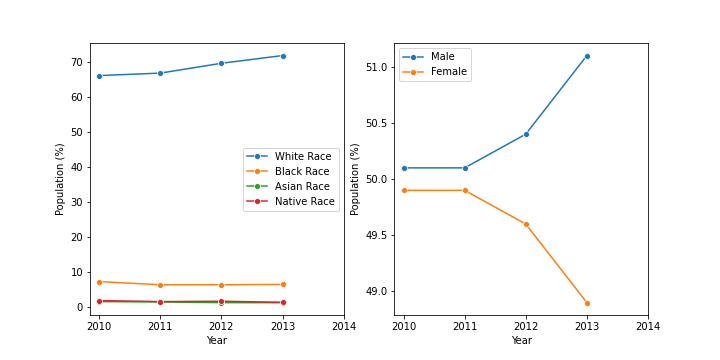 70
60
50
40
30
20
10
0
Population (%)
2010 2011 2012 2013 2014
Year
White Race
Black Race
Asian Race
Native Race
51.0
50.5
50.0
49.5
49.0
Population (%)
2010 2011 2012 2013 2014
Year
Male
Female